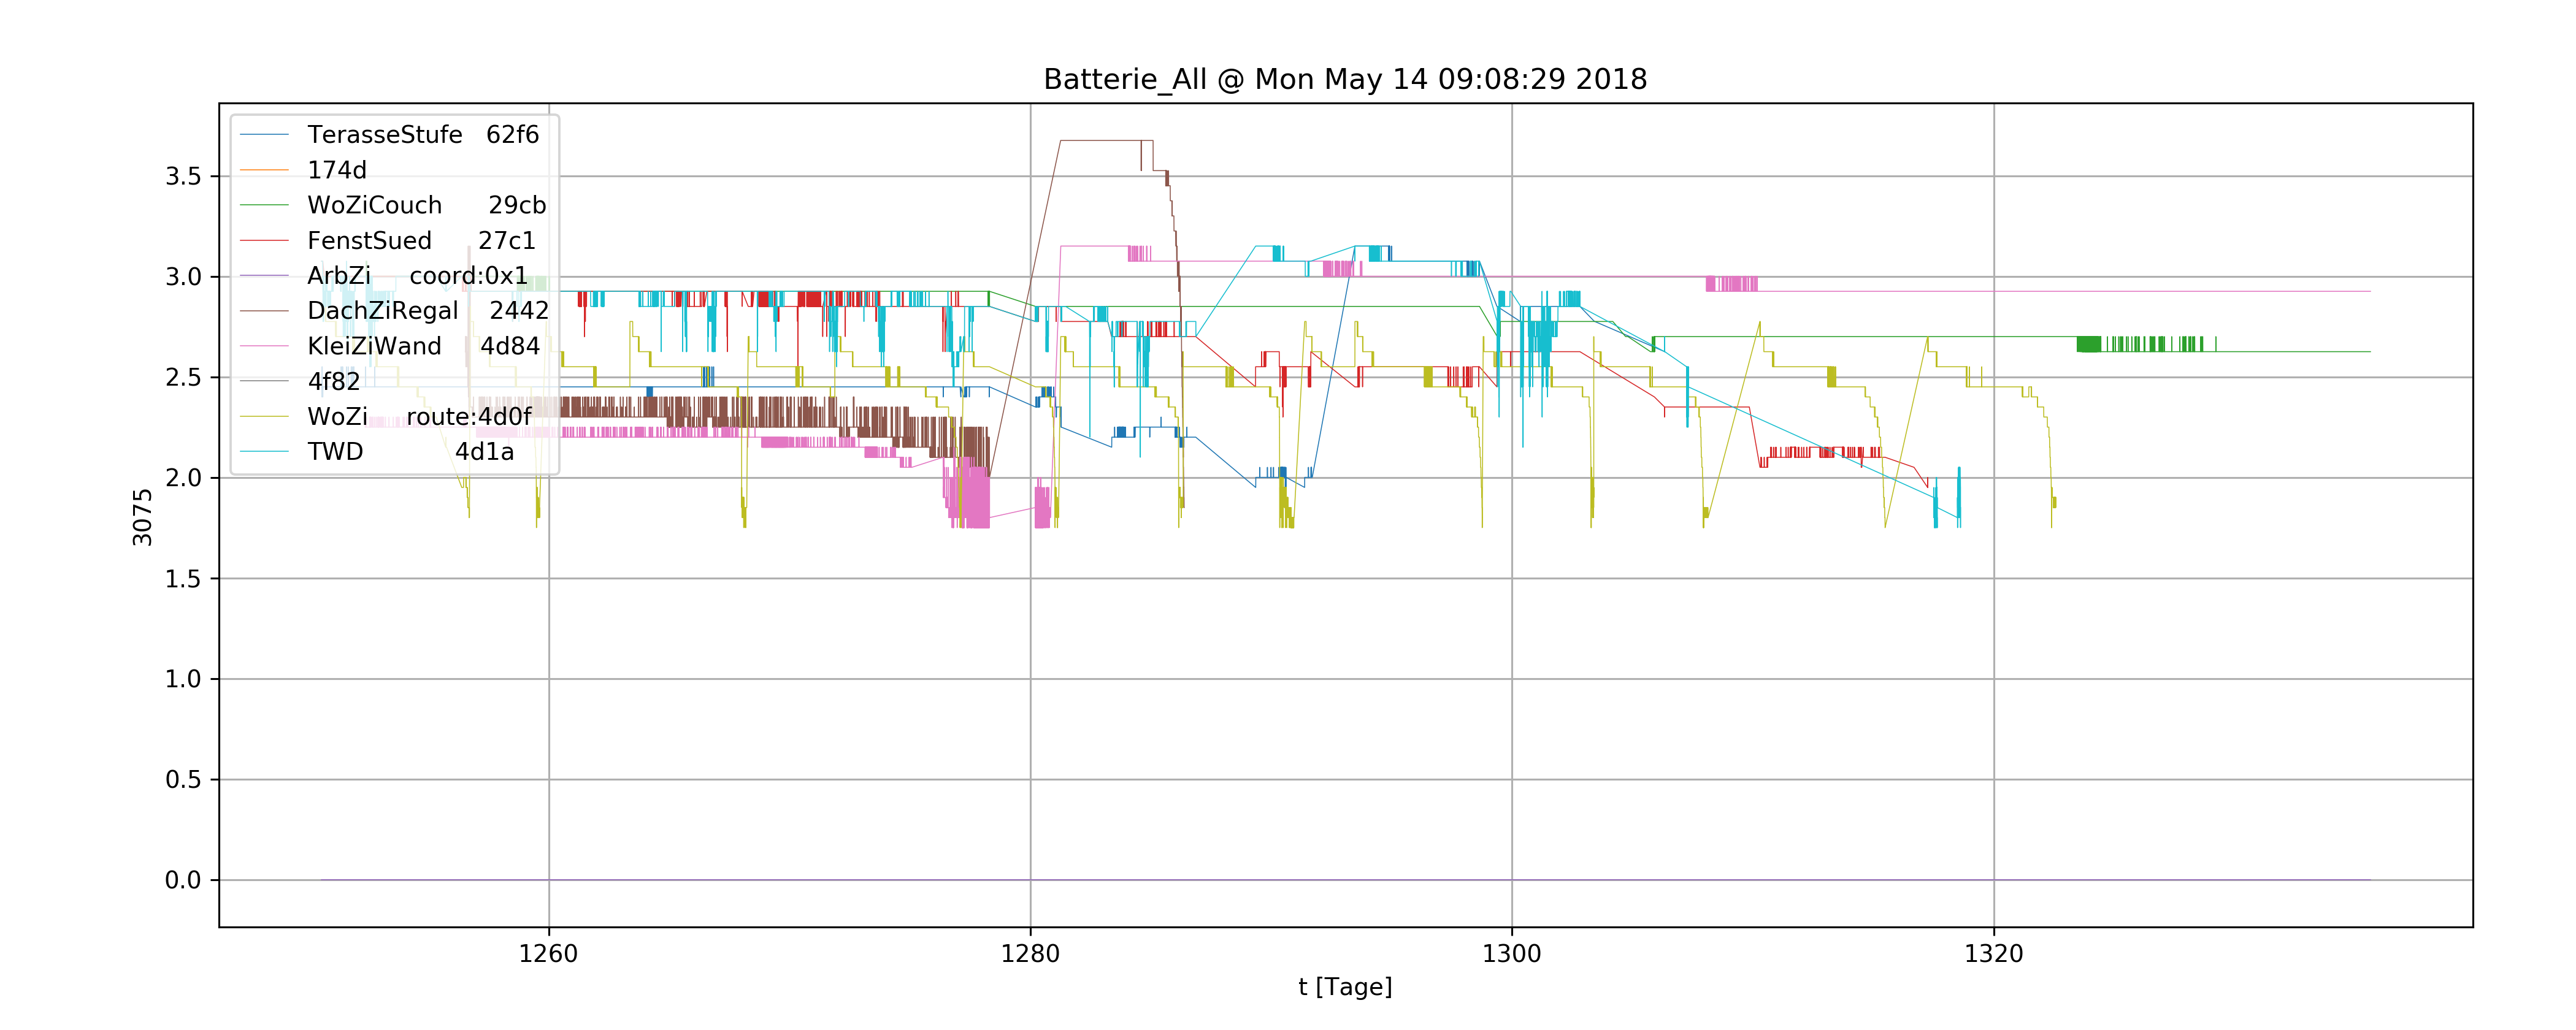 Batterie_All @ Mon May 14 09:08:29 2018
TerasseStufe 62f6
174d
WoZiCouch 29cb
FenstSued 27c1
ArbZi coord:0x1
DachZiRegal 2442
KleiZiWand 4d84
4f82
WoZi route:4d0f
TWD 4d1a
3.5
3.0
2.5
2.0
1.5
1.0
0.5
0.0
3075
1260 1280 1300 1320
t [Tage]